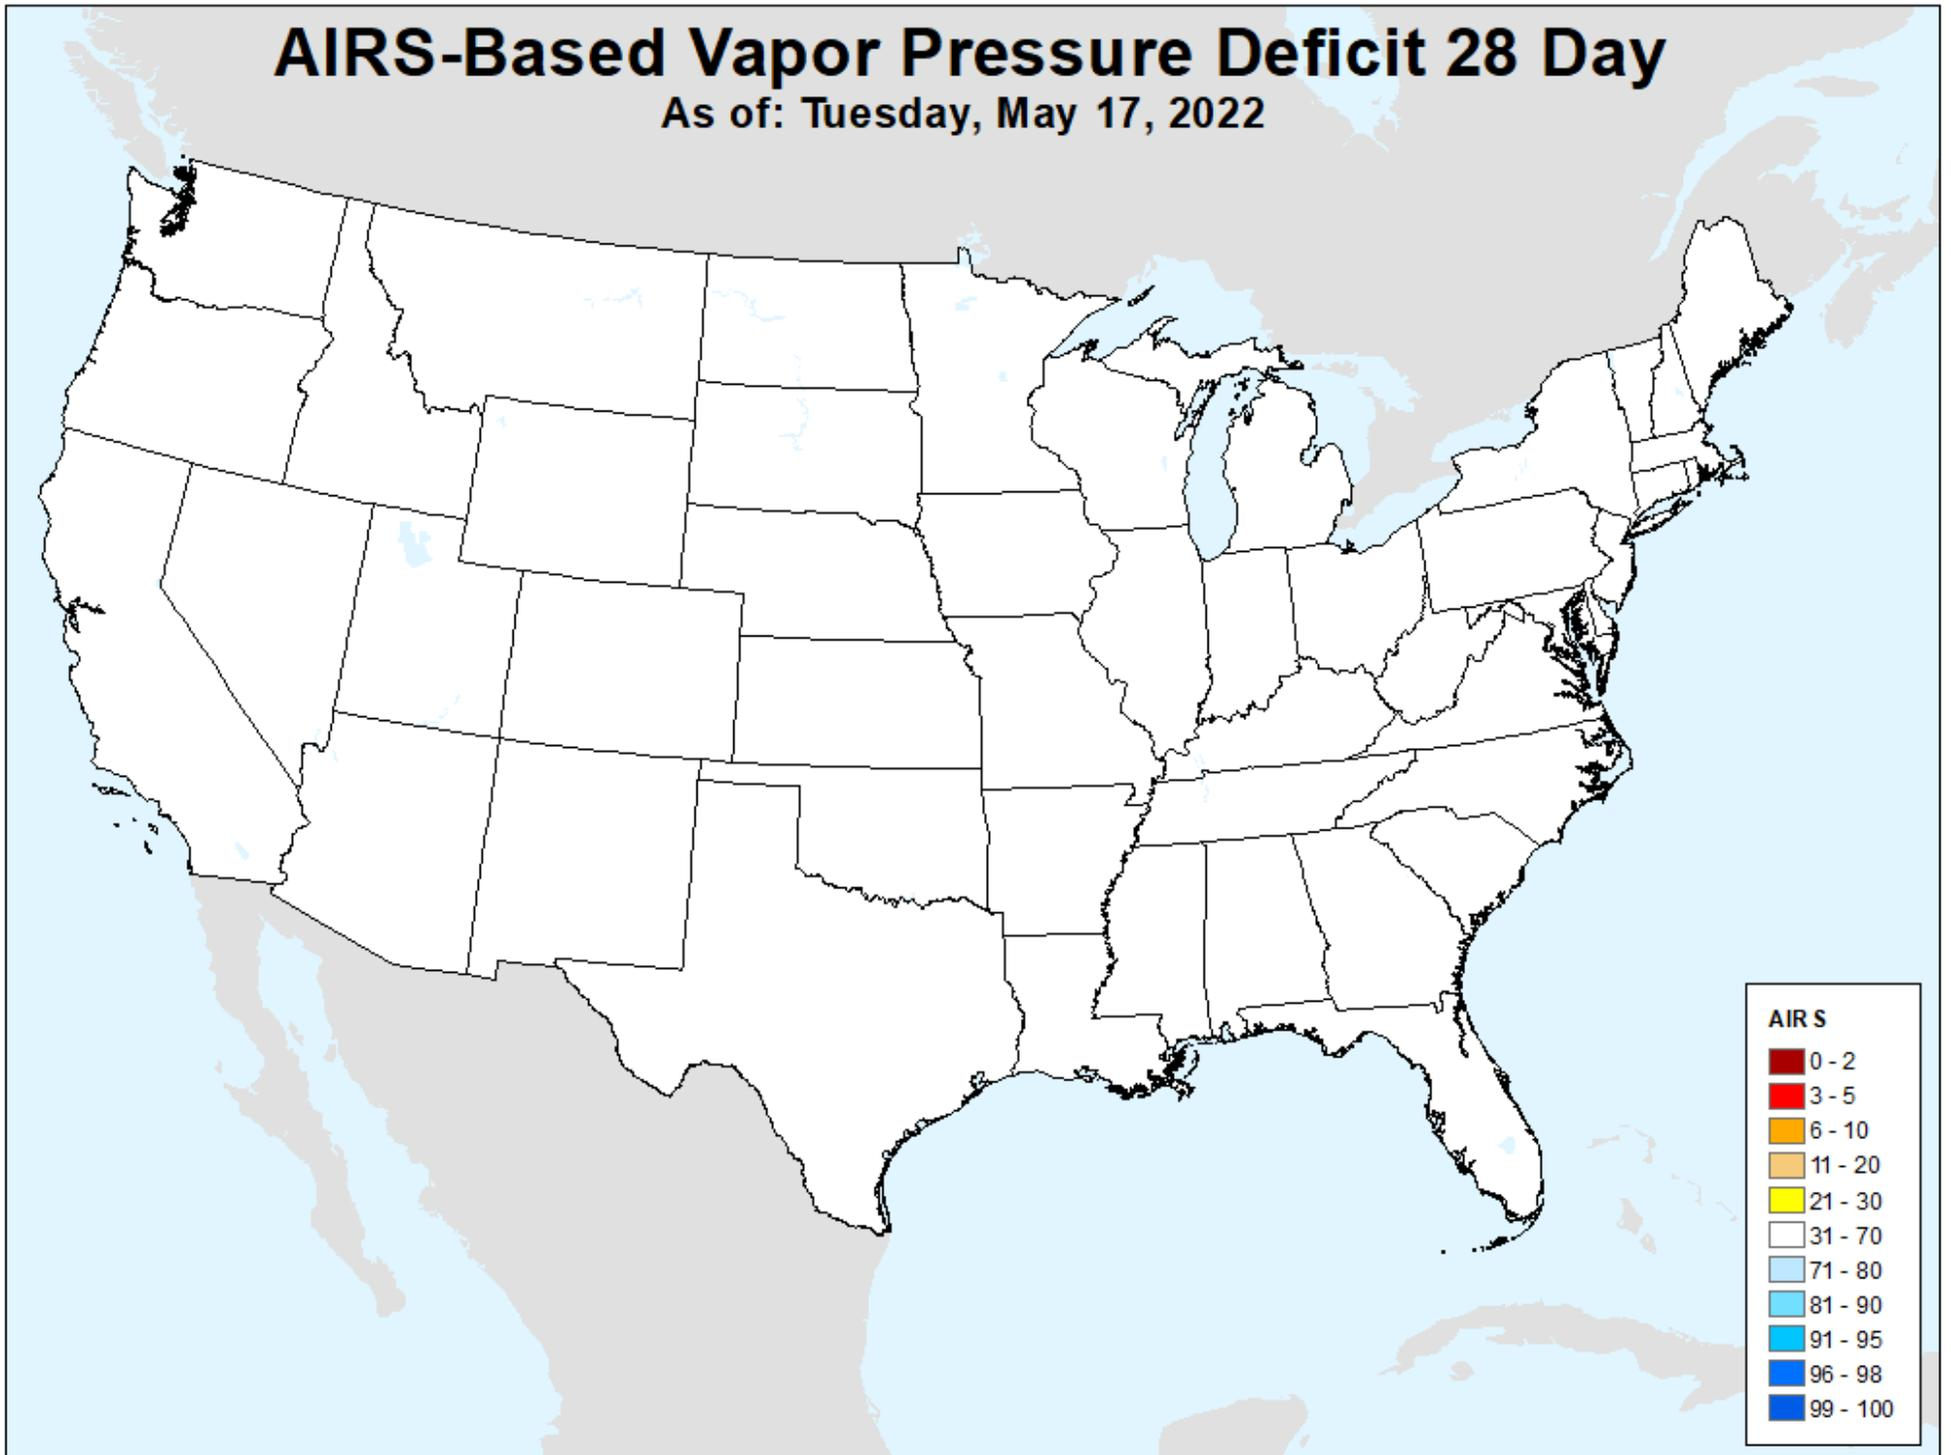 AIRS-Based Vapor Pressure Deficit 28 Day
As of: Tuesday, May 17, 2022
AIRS
0 - 2
3 - 5
6 - 10
11 - 20
21 - 30
31 - 70
71 - 80
81 - 90
91 - 95
96 - 98
99 - 100